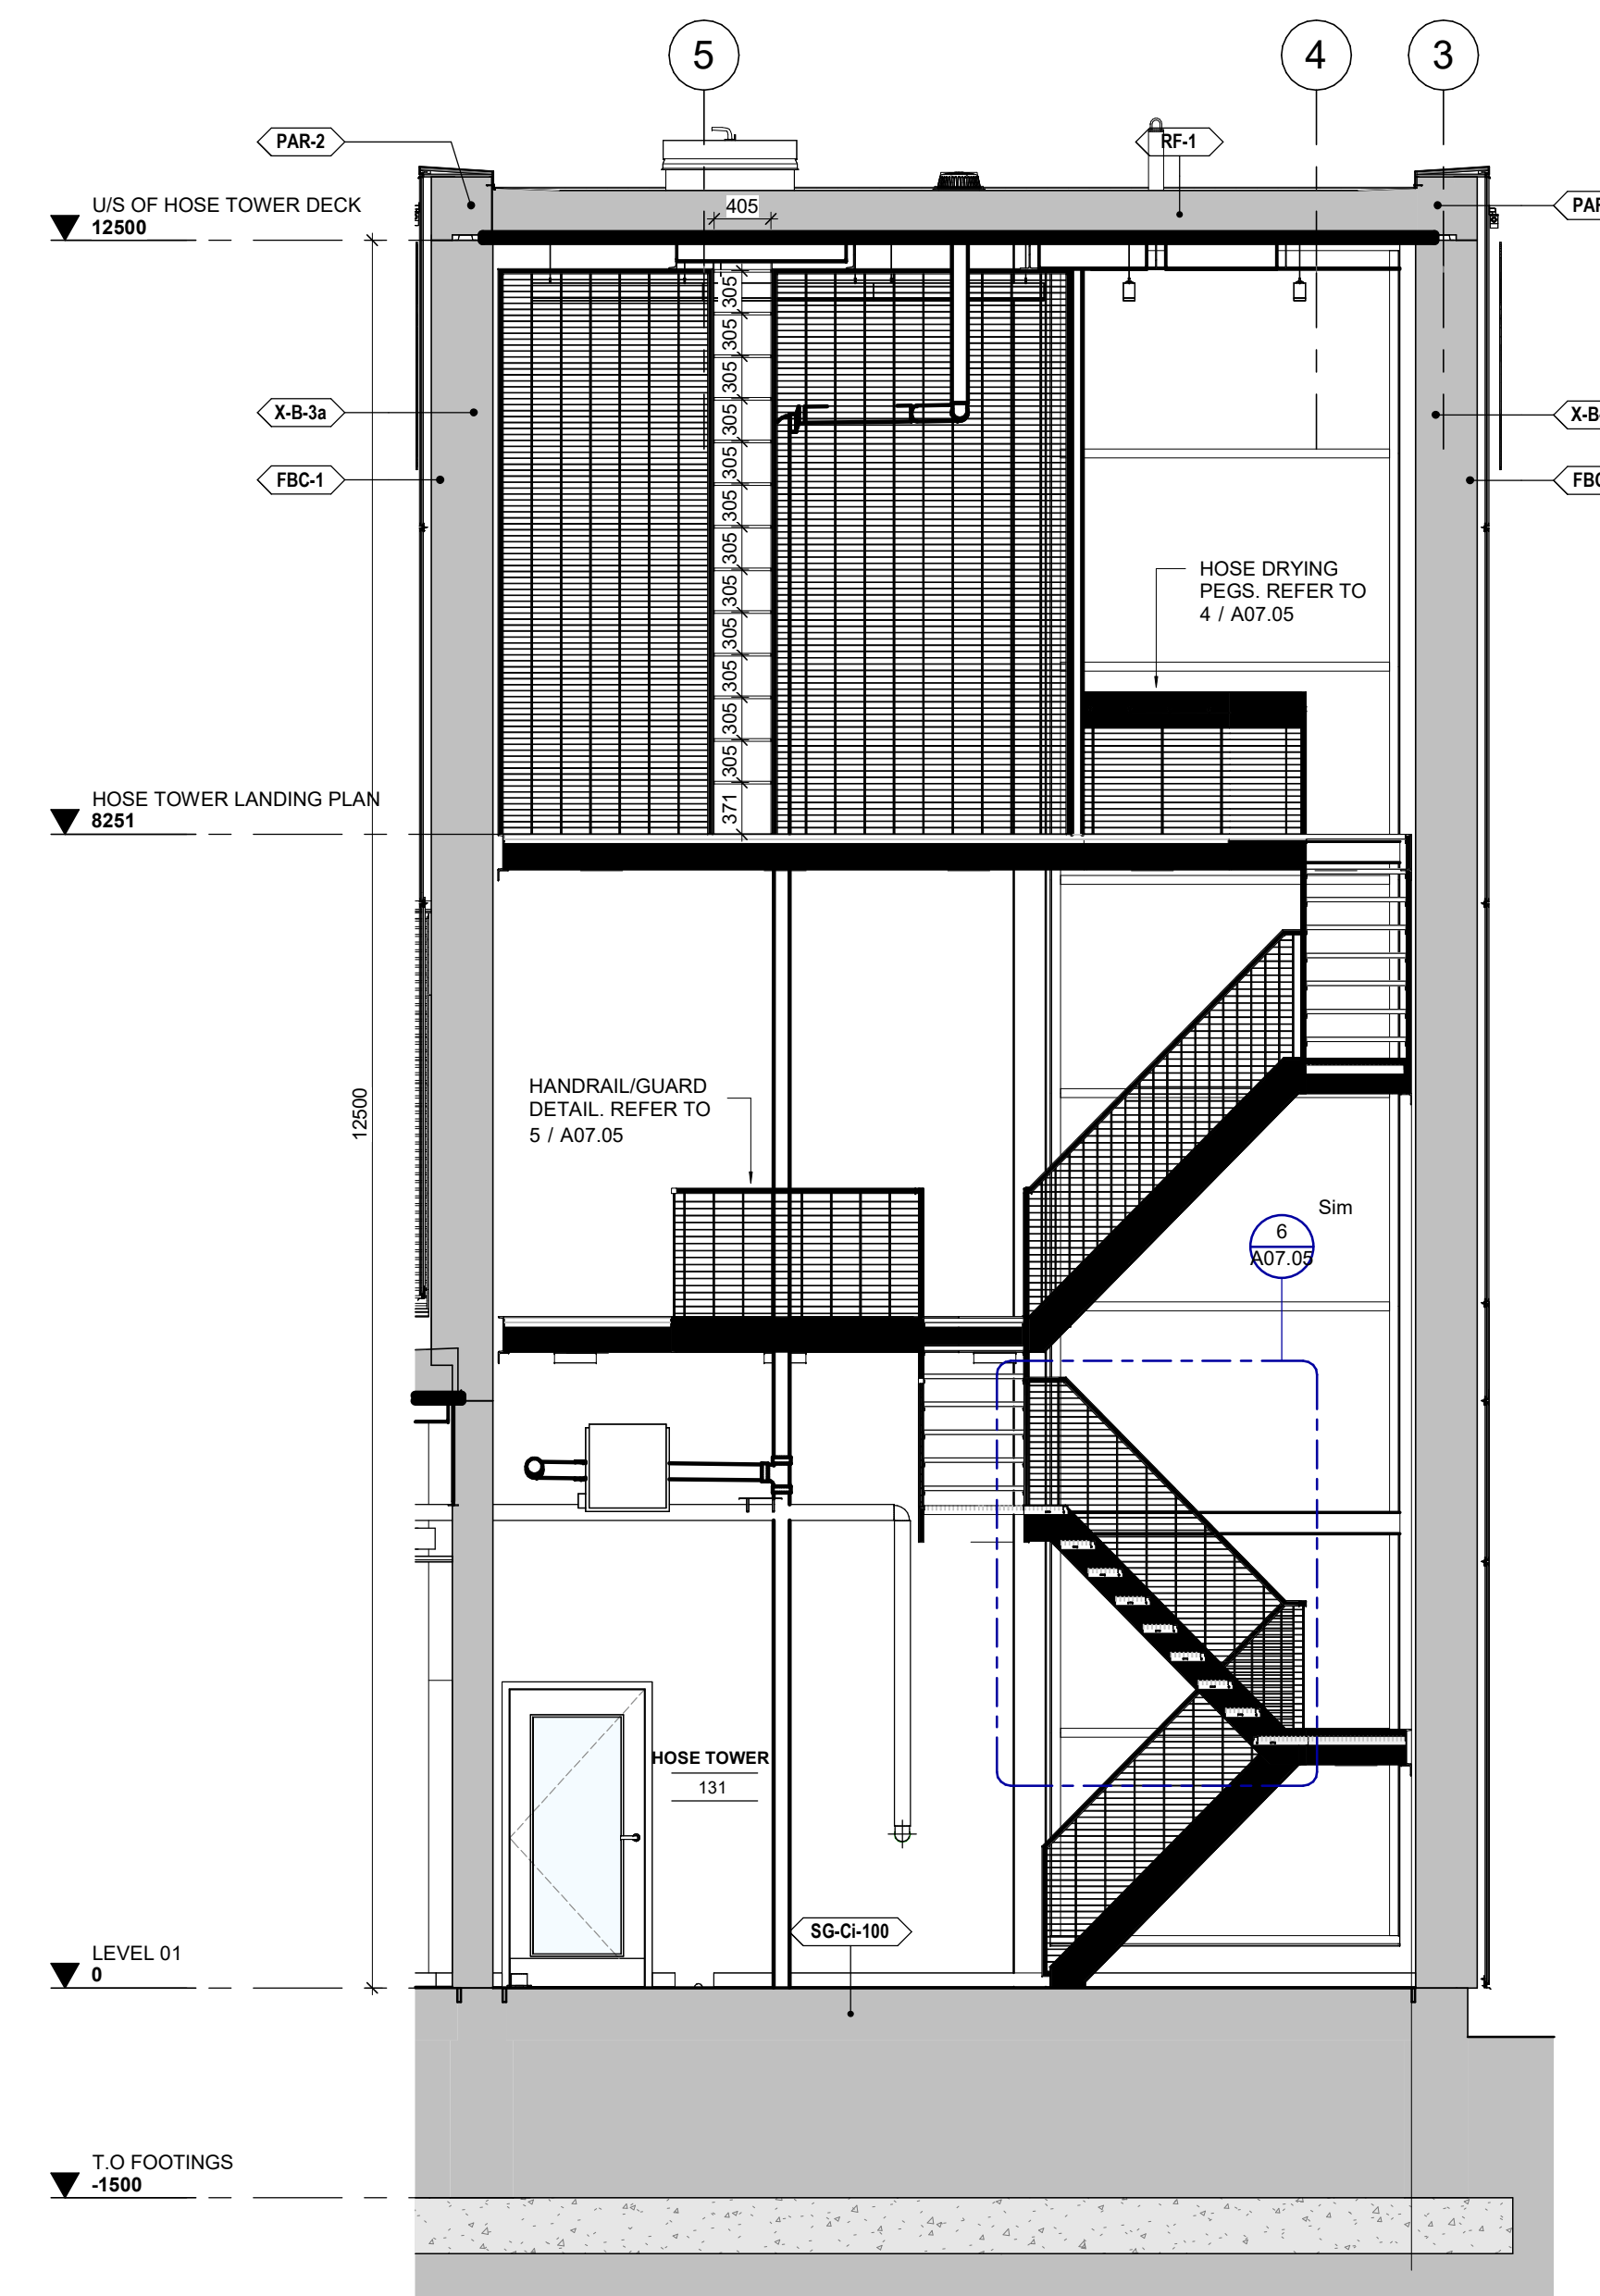 5
4
3
PAR-2
RF-1
U/S OF HOSE TOWER DECK
12500
405
PAR
305
305
305
305
X-B-3a
X-B-
305
FBC-1
FBC
305
305
305
HOSE DRYING
PEGS. REFER TO
4 / A07.05
305
305
305
305
371
HOSE TOWER LANDING PLAN
8251
12500
HANDRAIL/GUARD
DETAIL. REFER TO
5 / A07.05
Sim
6
A07.05
HOSE TOWER
131
SG-Ci-100
LEVEL 01
0
T.O FOOTINGS
-1500